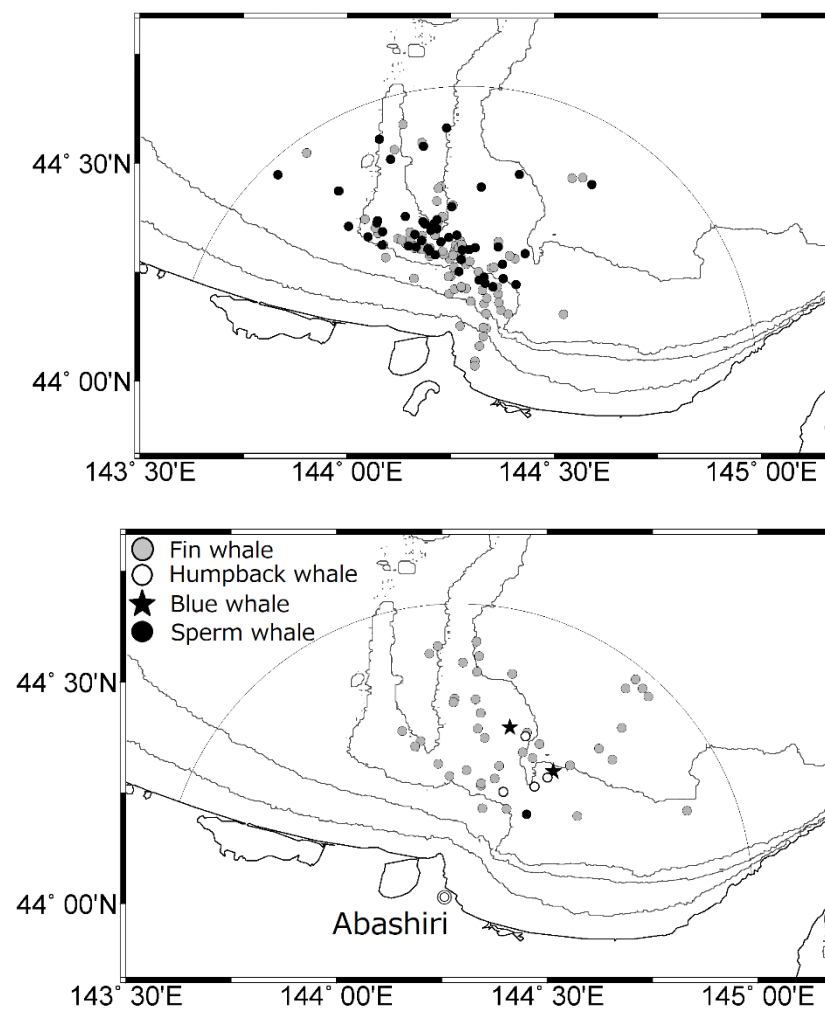 44° 30'N
44° 00'N
143° 30'E 144° 00'E 144° 30'E 145° 00'E
Fin whale
Humpback whale
Blue whale
Sperm whale
44° 30'N
44° 00'N
Abashiri
143° 30'E 144° 00'E 144° 30'E 145° 00'E